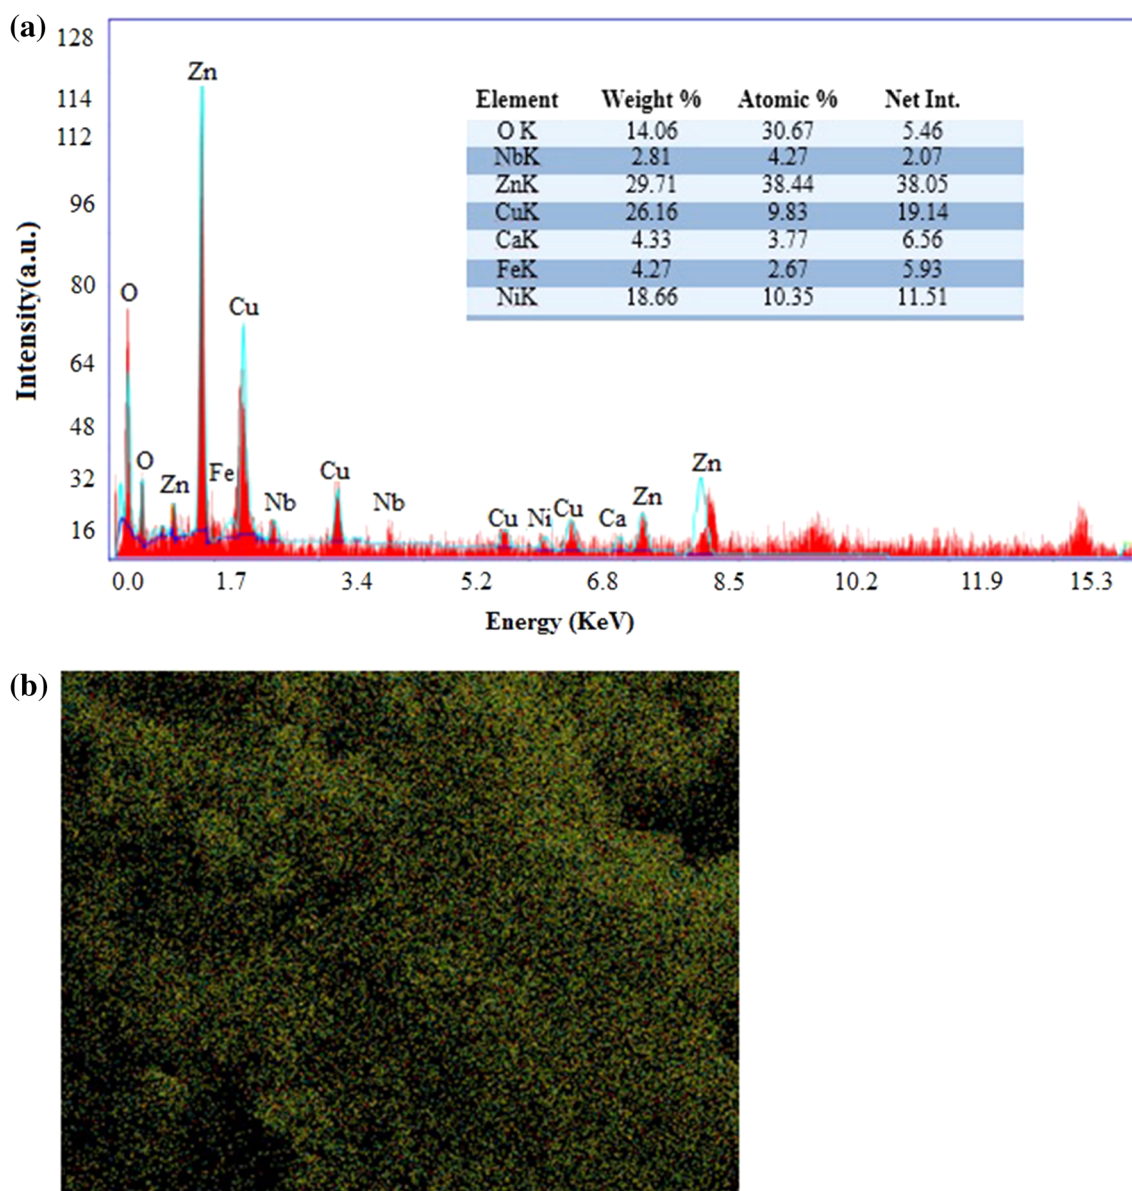 (a)
128
114
112
96
80
64
48
32
16
Intensity(a.u.)
Zn
O
Cu
O
Zn
Fe
Nb
Cu
Nb
Cu
Ni
Cu
Ca
Zn
Zn
Element Weight % Atomic % Net Int.
O K 14.06 30.67 5.46
NbK 2.81 4.27 2.07
ZnK 29.71 38.44 38.05
CuK 26.16 9.83 19.14
CaK 4.33 3.77 6.56
FeK 4.27 2.67 5.93
NiK 18.66 10.35 11.51
0.0 1.7 3.4 5.2 6.8 8.5 10.2 11.9 15.3
Energy (KeV)
(b)